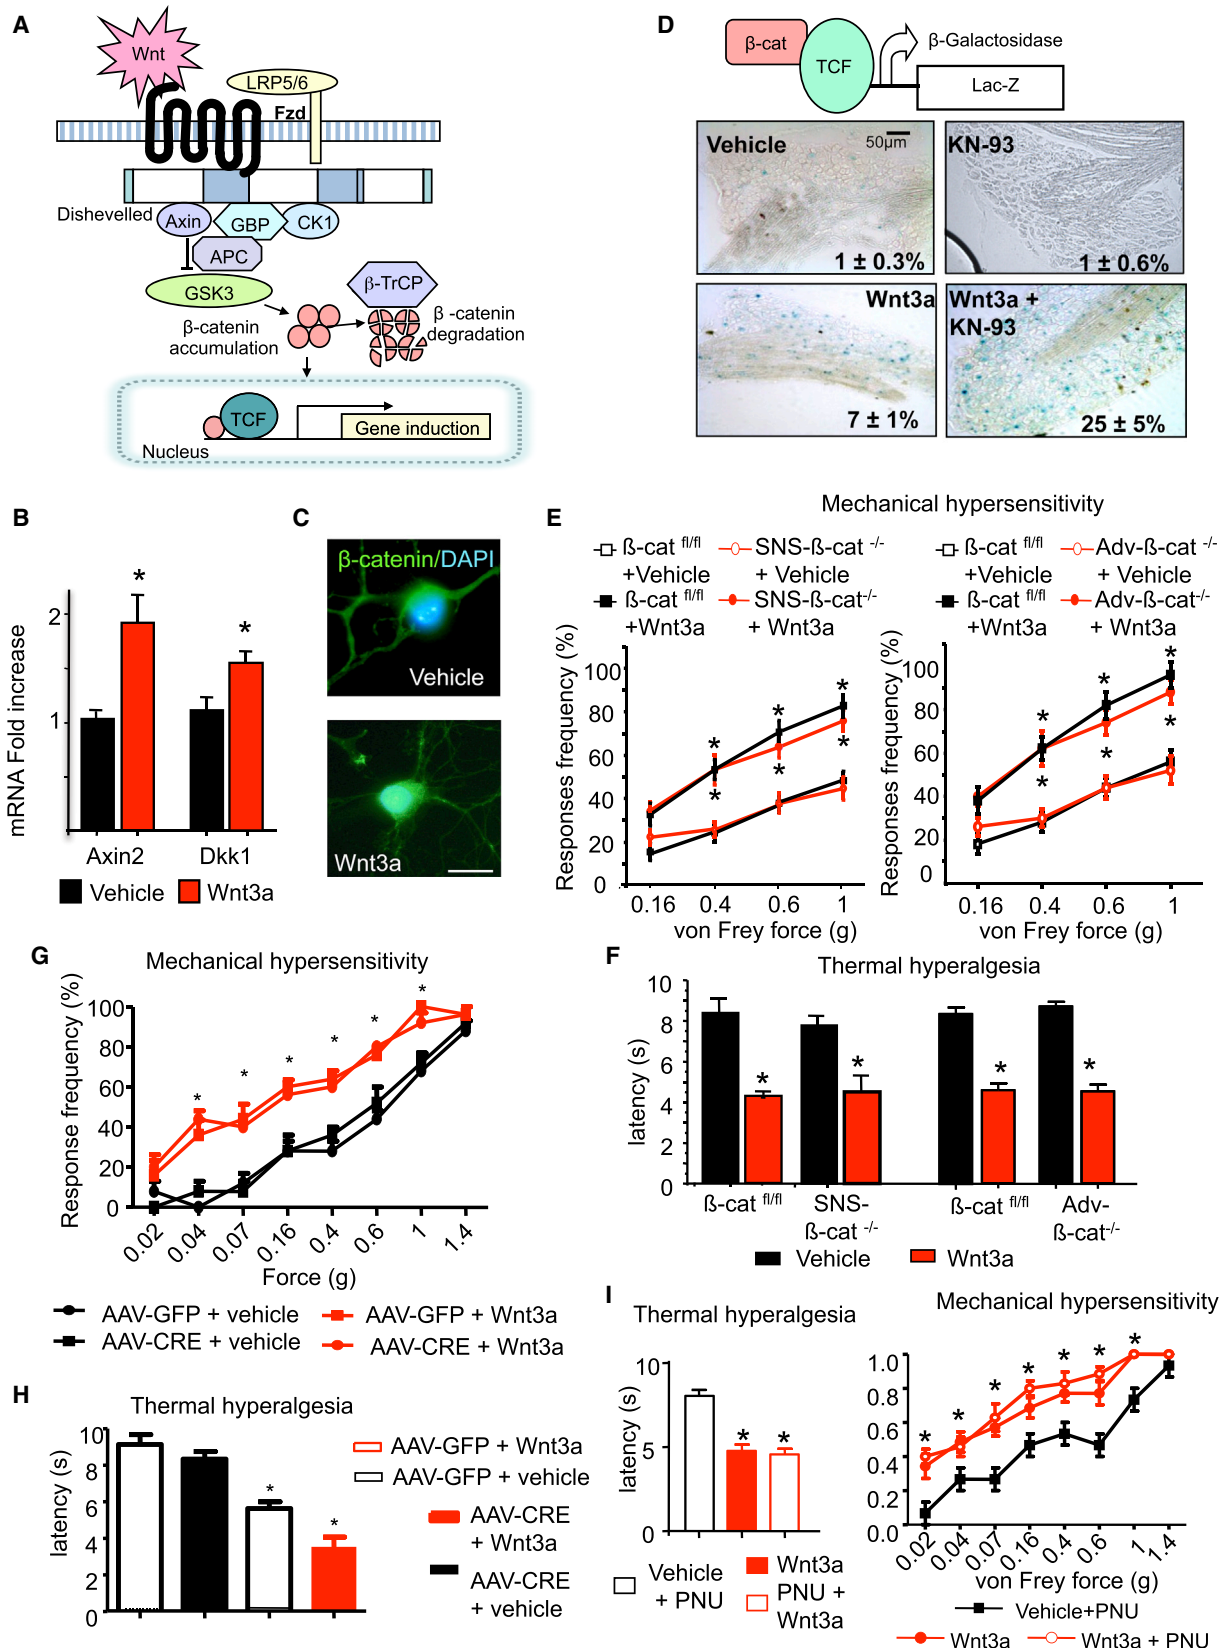 A
Wnt
LRP5/6
Fzd
Dishevelled
Axin
GBP
CK1
APC
GSK3
β-TrCP
β-catenin
accumulation
β -catenin
degradation
TCF
Gene induction
Nucleus
D
β-cat
TCF
β-Galactosidase
Lac-Z
Vehicle
50µm
1 ± 0.3%
KN-93
1 ± 0.6%
Wnt3a
7 ± 1%
Wnt3a +
KN-93
25 ± 5%
B
mRNA Fold increase
2
1
*
*
Axin2
Dkk1
Vehicle
Wnt3a
C
β-catenin/DAPI
Vehicle
Wnt3a
E
Mechanical hypersensitivity
ß-cat fl/fl
+Vehicle
SNS-ß-cat -/-
+ Vehicle
ß-cat fl/fl
+Wnt3a
SNS-ß-cat-/-
+ Wnt3a
Responses frequency (%)
100
80
60
40
20
0
* * * * * *
0.16 0.4 0.6 1
von Frey force (g)
ß-cat fl/fl
+Vehicle
Adv-ß-cat -/-
+ Vehicle
ß-cat fl/fl
+Wnt3a
Adv-ß-cat-/-
+ Wnt3a
Responses frequency (%)
100
80
60
40
20
0
* * * * * *
0.16 0.4 0.6 1
von Frey force (g)
G
Mechanical hypersensitivity
Response frequency (%)
100
80
60
40
20
0
* * * * * *
0.02 0.04 0.07 0.16 0.4 0.6 1 1.4
Force (g)
AAV-GFP + vehicle
AAV-CRE + vehicle
AAV-GFP + Wnt3a
AAV-CRE + Wnt3a
F
Thermal hyperalgesia
latency (s)
10
8
6
4
2
0
* * * *
ß-cat fl/fl
SNS-
ß-cat -/-
ß-cat fl/fl
Adv-
ß-cat-/-
Vehicle
Wnt3a
H
Thermal hyperalgesia
latency (s)
10
8
6
4
2
0
* *
AAV-GFP + Wnt3a
AAV-GFP + vehicle
AAV-CRE
+ Wnt3a
AAV-CRE
+ vehicle
I
Thermal hyperalgesia
latency (s)
10
5
0
* *
Vehicle
+ PNU
Wnt3a
PNU +
Wnt3a
Mechanical hypersensitivity
1.0
0.8
0.6
0.4
0.2
0.0
* * * * * * *
0.02 0.04 0.07 0.16 0.4 0.6 1 1.4
von Frey force (g)
Vehicle+PNU
Wnt3a
Wnt3a + PNU